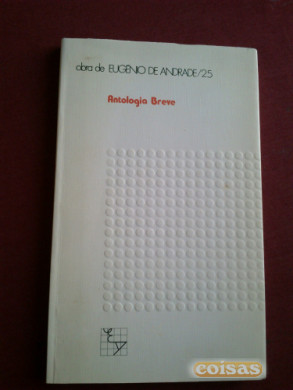 obra de EUGÉNIO DE ANDRADE/25
Antologia Breve
coisas